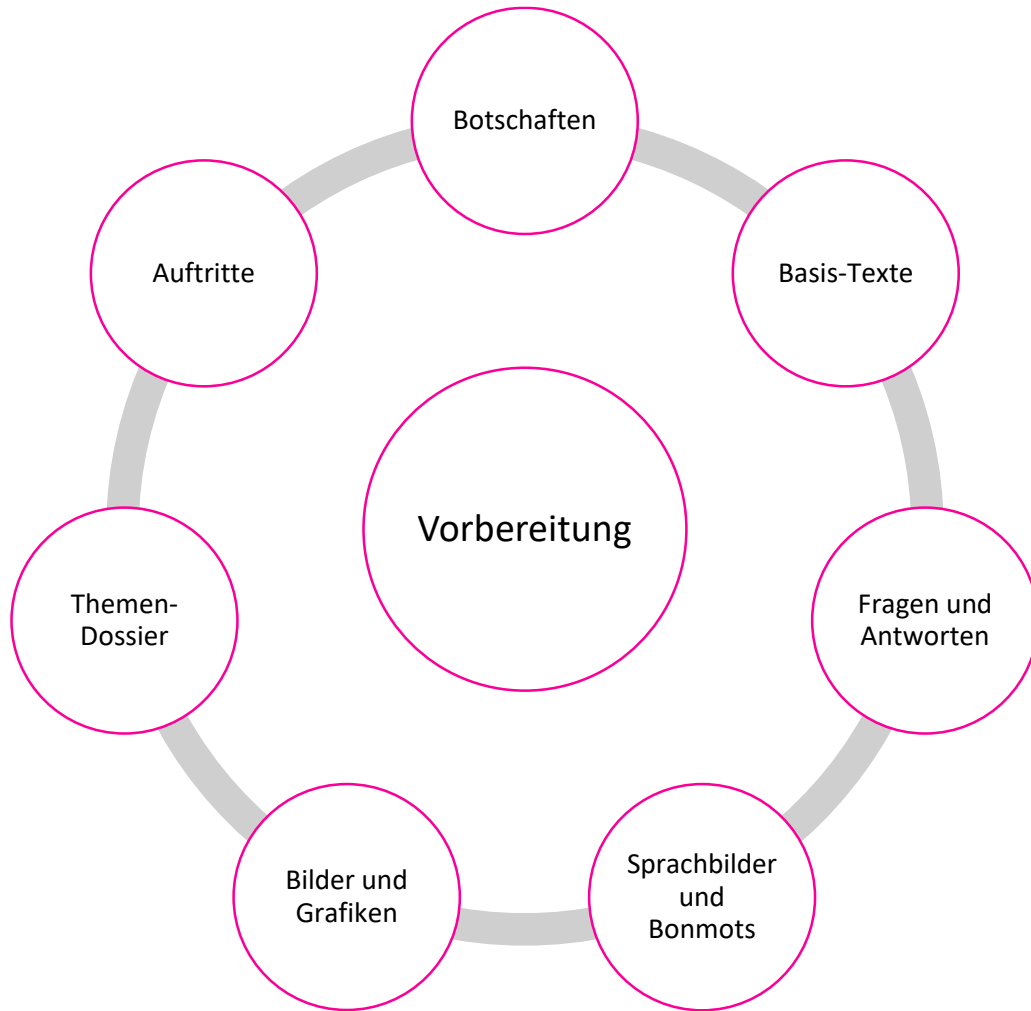 Botschaften
Basis-Texte
Fragen und
Antworten
Sprachbilder
und
Bonmots
Bilder und
Grafiken
Themen-
Dossier
Auftritte
Vorbereitung